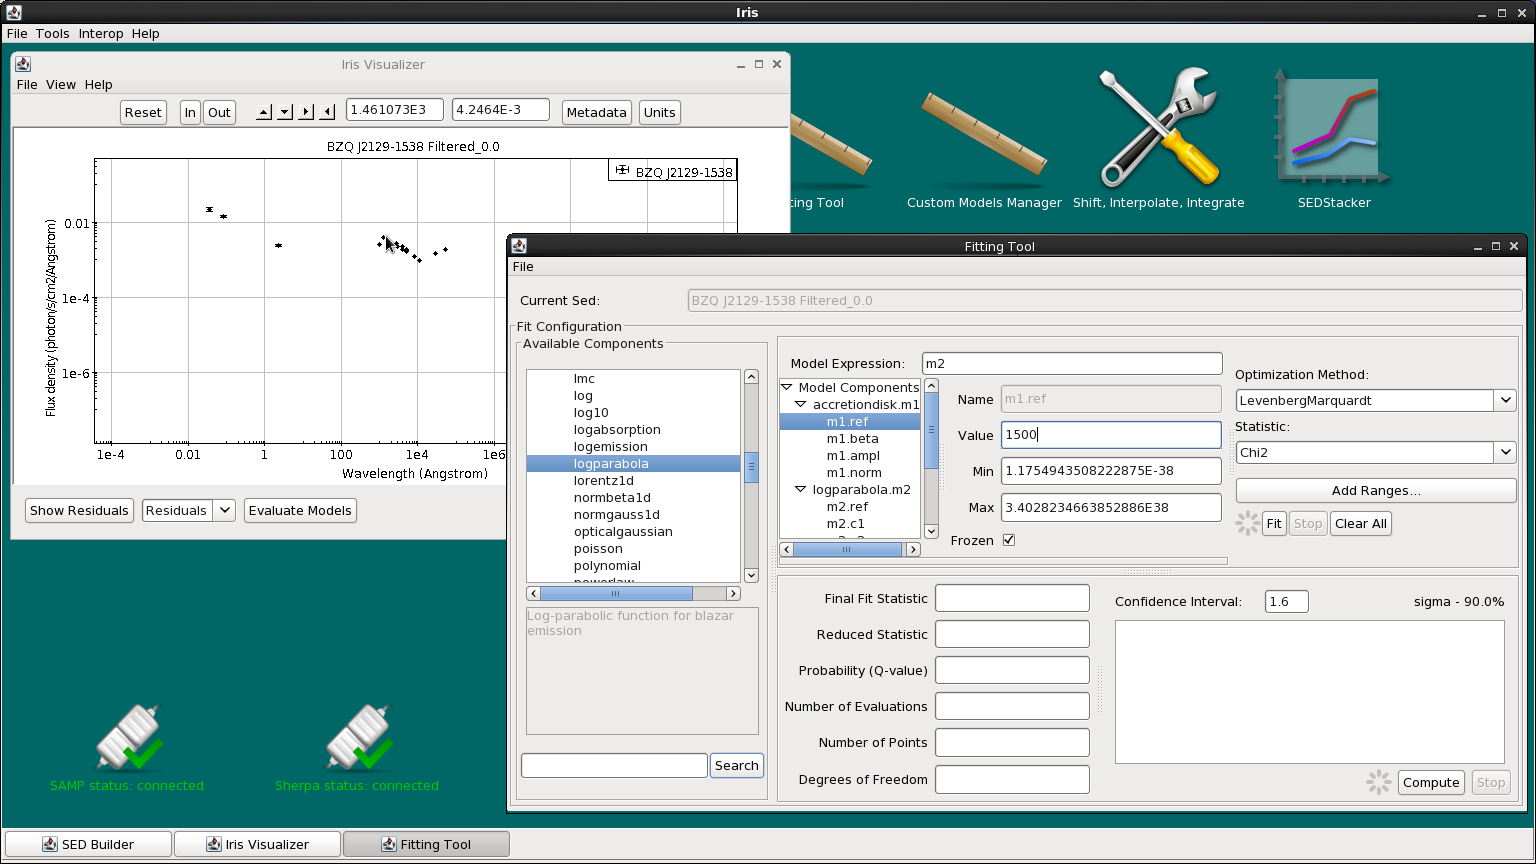 Iris
File Tools Interop Help
Iris Visualizer
File View Help
Reset In Out 1.461073E3 4.2464E-3 Metadata Units
BZQ J2129-1538 Filtered_0.0
BZQ J2129-1538
0.01
1e-4
1e-6
Flux density (photon/s/cm2/Angstrom)
1e-4 0.01 1 100 1e4 1e6
Wavelength (Angstrom)
Show Residuals Residuals Evaluate Models
ting Tool
Custom Models Manager
Shift, Interpolate, Integrate
SEDStacker
Fitting Tool
File
Current Sed: BZQ J2129-1538 Filtered_0.0
Fit Configuration
Available Components
lmc
log
log10
logabsorption
logemission
logparabola
lorentz1d
normbeta1d
normgauss1d
opticalgaussian
poisson
polynomial
powerlaw
Log-parabolic function for blazar
emission
Search
Model Expression: m2
Model Components
accretiondisk.m1
m1.ref
m1.beta
m1.ampl
m1.norm
logparabola.m2
m2.ref
m2.c1
Name m1.ref
Value 1500
Min 1.1754943508222875E-38
Max 3.4028234663852886E38
Frozen
Optimization Method:
LevenbergMarquardt
Statistic:
Chi2
Add Ranges...
Fit Stop Clear All
Final Fit Statistic
Reduced Statistic
Probability (Q-value)
Number of Evaluations
Number of Points
Degrees of Freedom
Confidence Interval: 1.6 sigma - 90.0%
Compute Stop
SAMP status: connected
Sherpa status: connected
SED Builder Iris Visualizer Fitting Tool